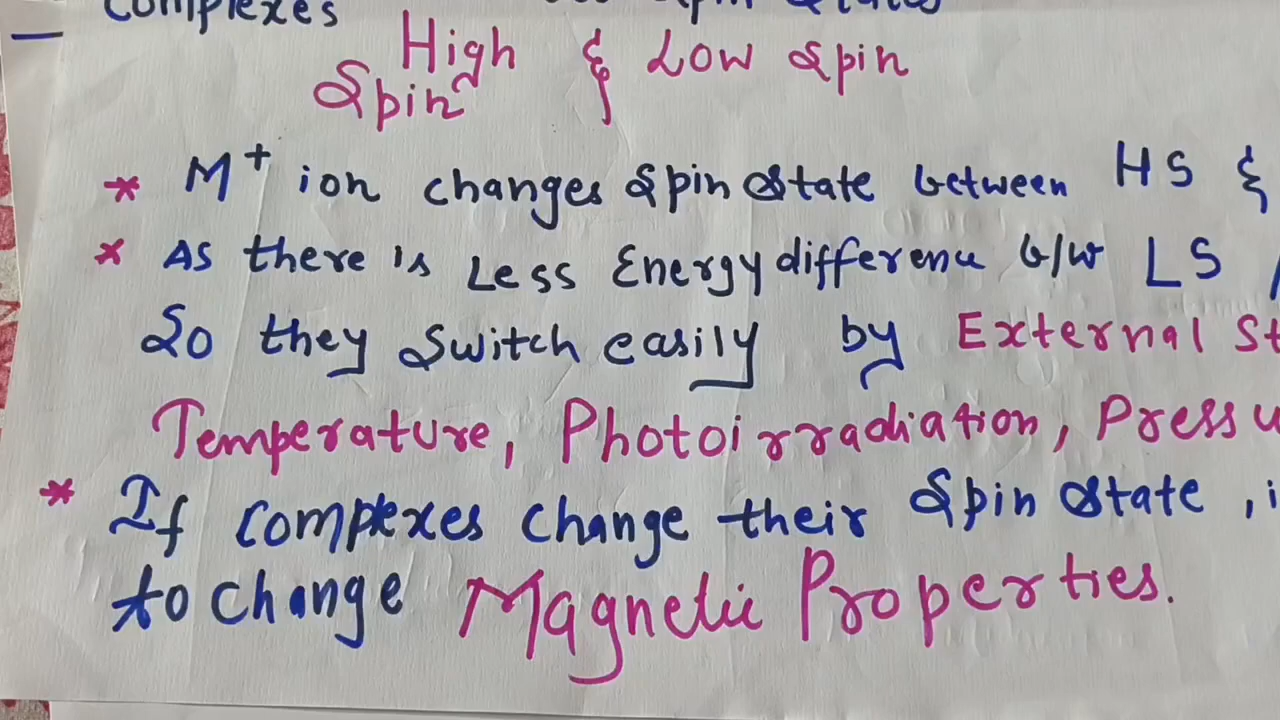 complexes Spin States
High & Low Spin
Spin
* M+ ion changes Spin State between HS &
* As there is Less Energy difference b/w LS
So they Switch easily by External St
Temperature, Photoirradiation, Pressu
* If complexes change their Spin State, i
to change Magnetic Properties.